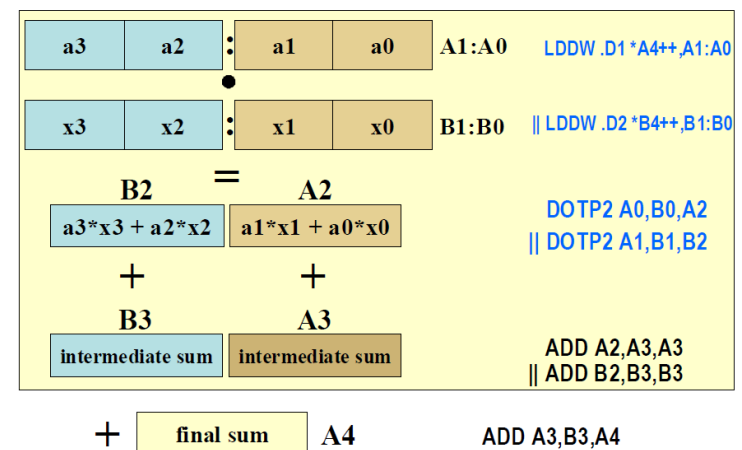 a3 a2 : a1 a0 A1:A0 LDDW .D1 *A4++,A1:A0
•
x3 x2 : x1 x0 B1:B0 || LDDW .D2 *B4++,B1:B0
=
B2 A2
a3*x3 + a2*x2 a1*x1 + a0*x0 DOTP2 A0,B0,A2
|| DOTP2 A1,B1,B2
+ +
B3 A3
intermediate sum intermediate sum ADD A2,A3,A3
|| ADD B2,B3,B3
+ final sum A4 ADD A3,B3,A4